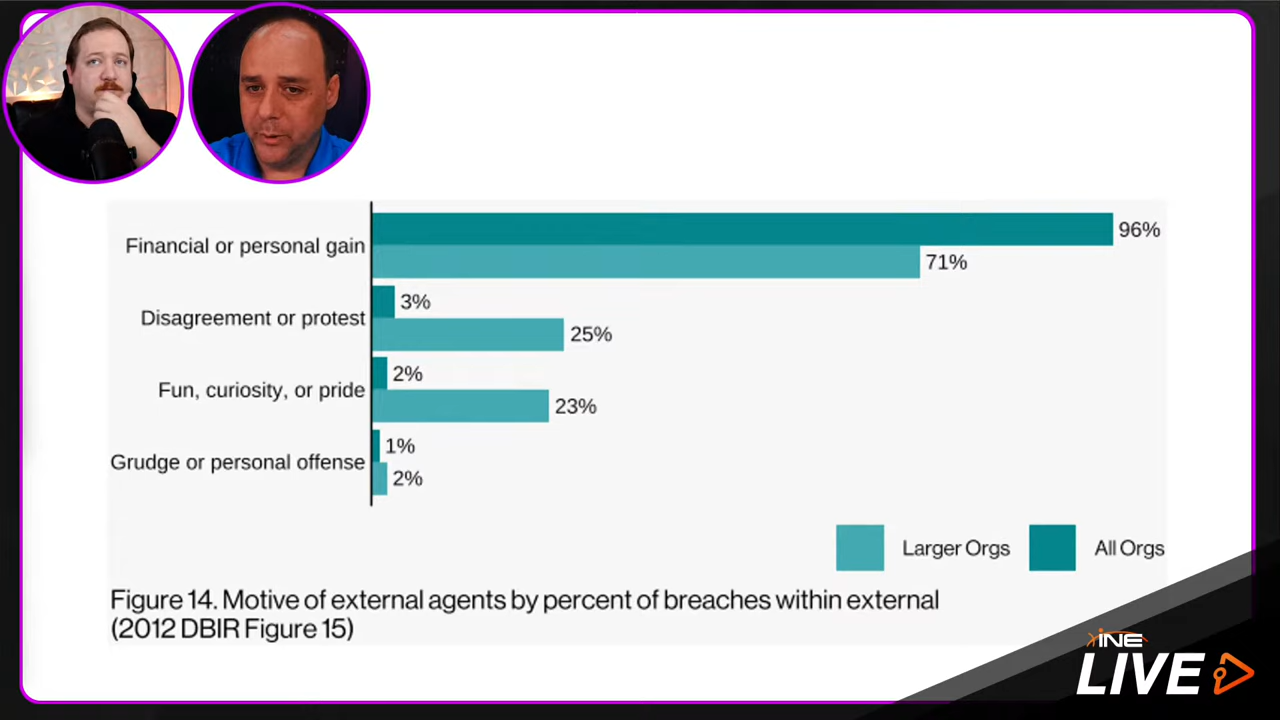 Financial or personal gain
96%
71%
Disagreement or protest
3%
25%
Fun, curiosity, or pride
2%
23%
Grudge or personal offense
1%
2%
Larger Orgs
All Orgs
Figure 14. Motive of external agents by percent of breaches within external
(2012 DBIR Figure 15)
INE
LIVE